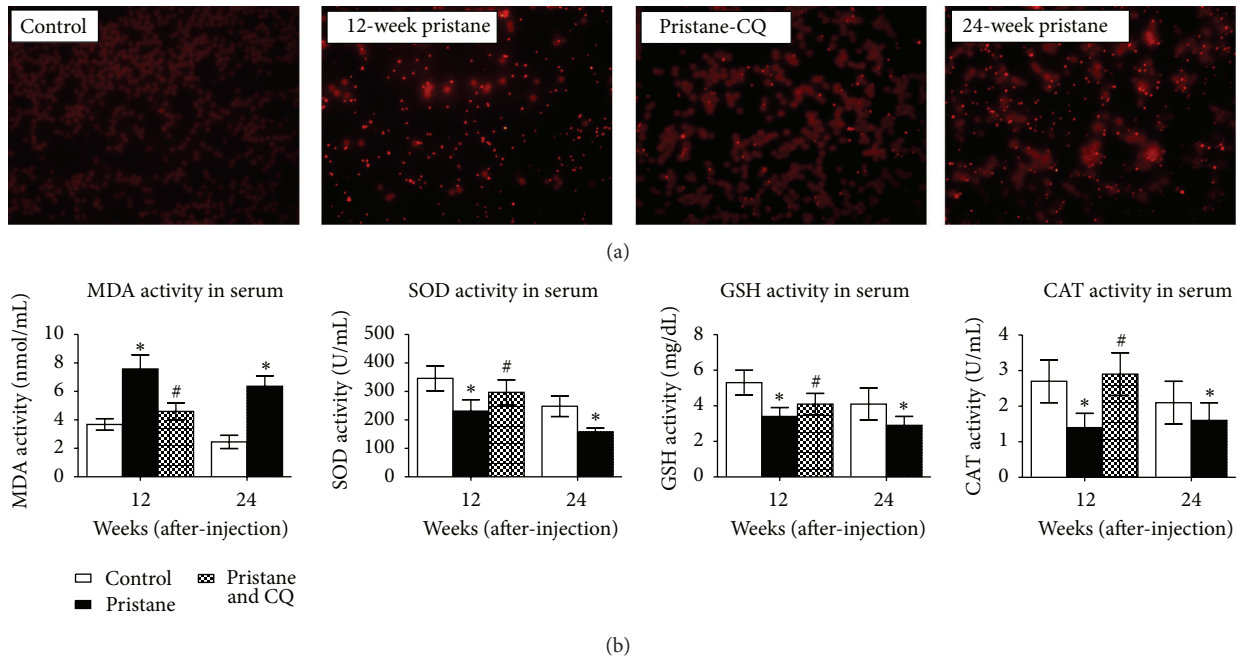 Control
12-week pristane
Pristane-CQ
24-week pristane
(a)
MDA activity in serum
MDA activity (nmol/mL)
10
8
6
4
2
0
*
#
*
12
24
Weeks (after-injection)
SOD activity in serum
SOD activity (U/mL)
500
400
300
200
100
0
*
#
*
12
24
Weeks (after-injection)
GSH activity in serum
GSH activity (mg/dL)
8
6
4
2
0
*
#
*
12
24
Weeks (after-injection)
CAT activity in serum
CAT activity (U/mL)
4
3
2
1
0
*
#
*
12
24
Weeks (after-injection)
Control
Pristane
Pristane
and CQ
(b)